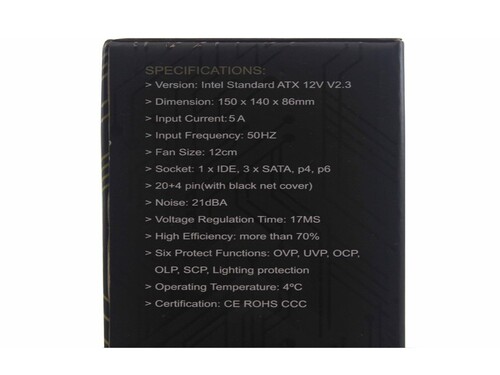 SPECIFICATIONS:
> Version: Intel Standard ATX 12V V2.3
> Dimension: 150 x 140 x 86mm
> Input Current:5 A
> Input Frequency: 50HZ
> Fan Size: 12cm
> Socket: 1 x IDE, 3 x SATA, p4, p6
> 20+4 pin(with black net cover)
> Noise: 21dBA
> Voltage Regulation Time: 17MS
> High Efficiency: more than 70%
> Six Protect Functions: OVP, UVP, OCP,
OLP, SCP, Lighting protection
> Operating Temperature: 4ºC
> Certification: CE ROHS CCC